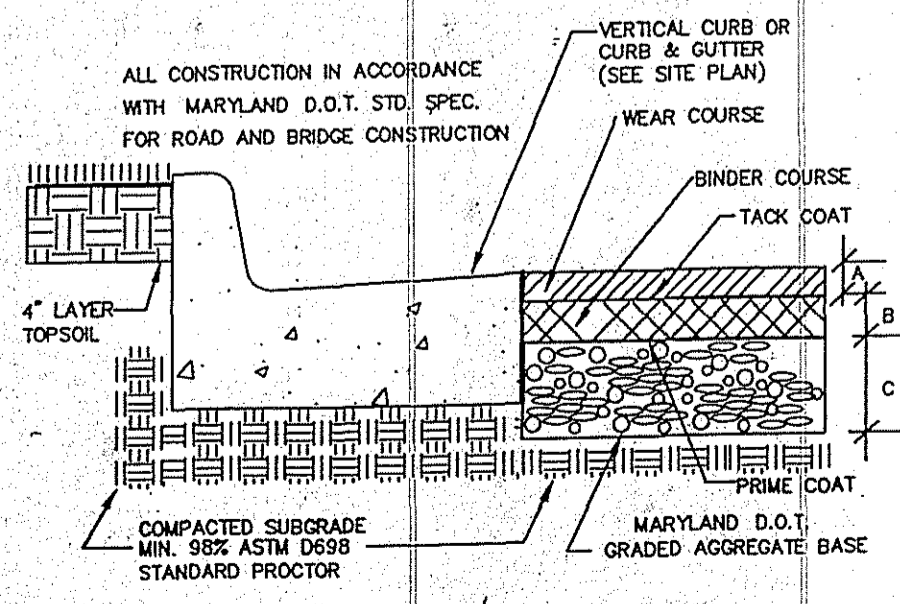 VERTICAL CURB OR
CURB & GUTTER
(SEE SITE PLAN)
ALL CONSTRUCTION IN ACCORDANCE
WITH MARYLAND D.O.T. STD. SPEC.
FOR ROAD AND BRIDGE CONSTRUCTION
WEAR COURSE
BINDER COURSE
TACK COAT
A
4" LAYER
TOPSOIL
B
C
PRIME COAT
COMPACTED SUBGRADE
MIN. 98% ASTM D698
STANDARD PROCTOR
MARYLAND D.O.T.
GRADED AGGREGATE BASE